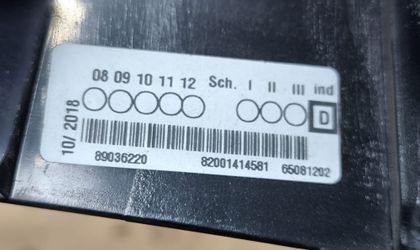 08 09 10 11 12 Sch. I II III ind
D
10/2018
89036220 82001414581 65081202